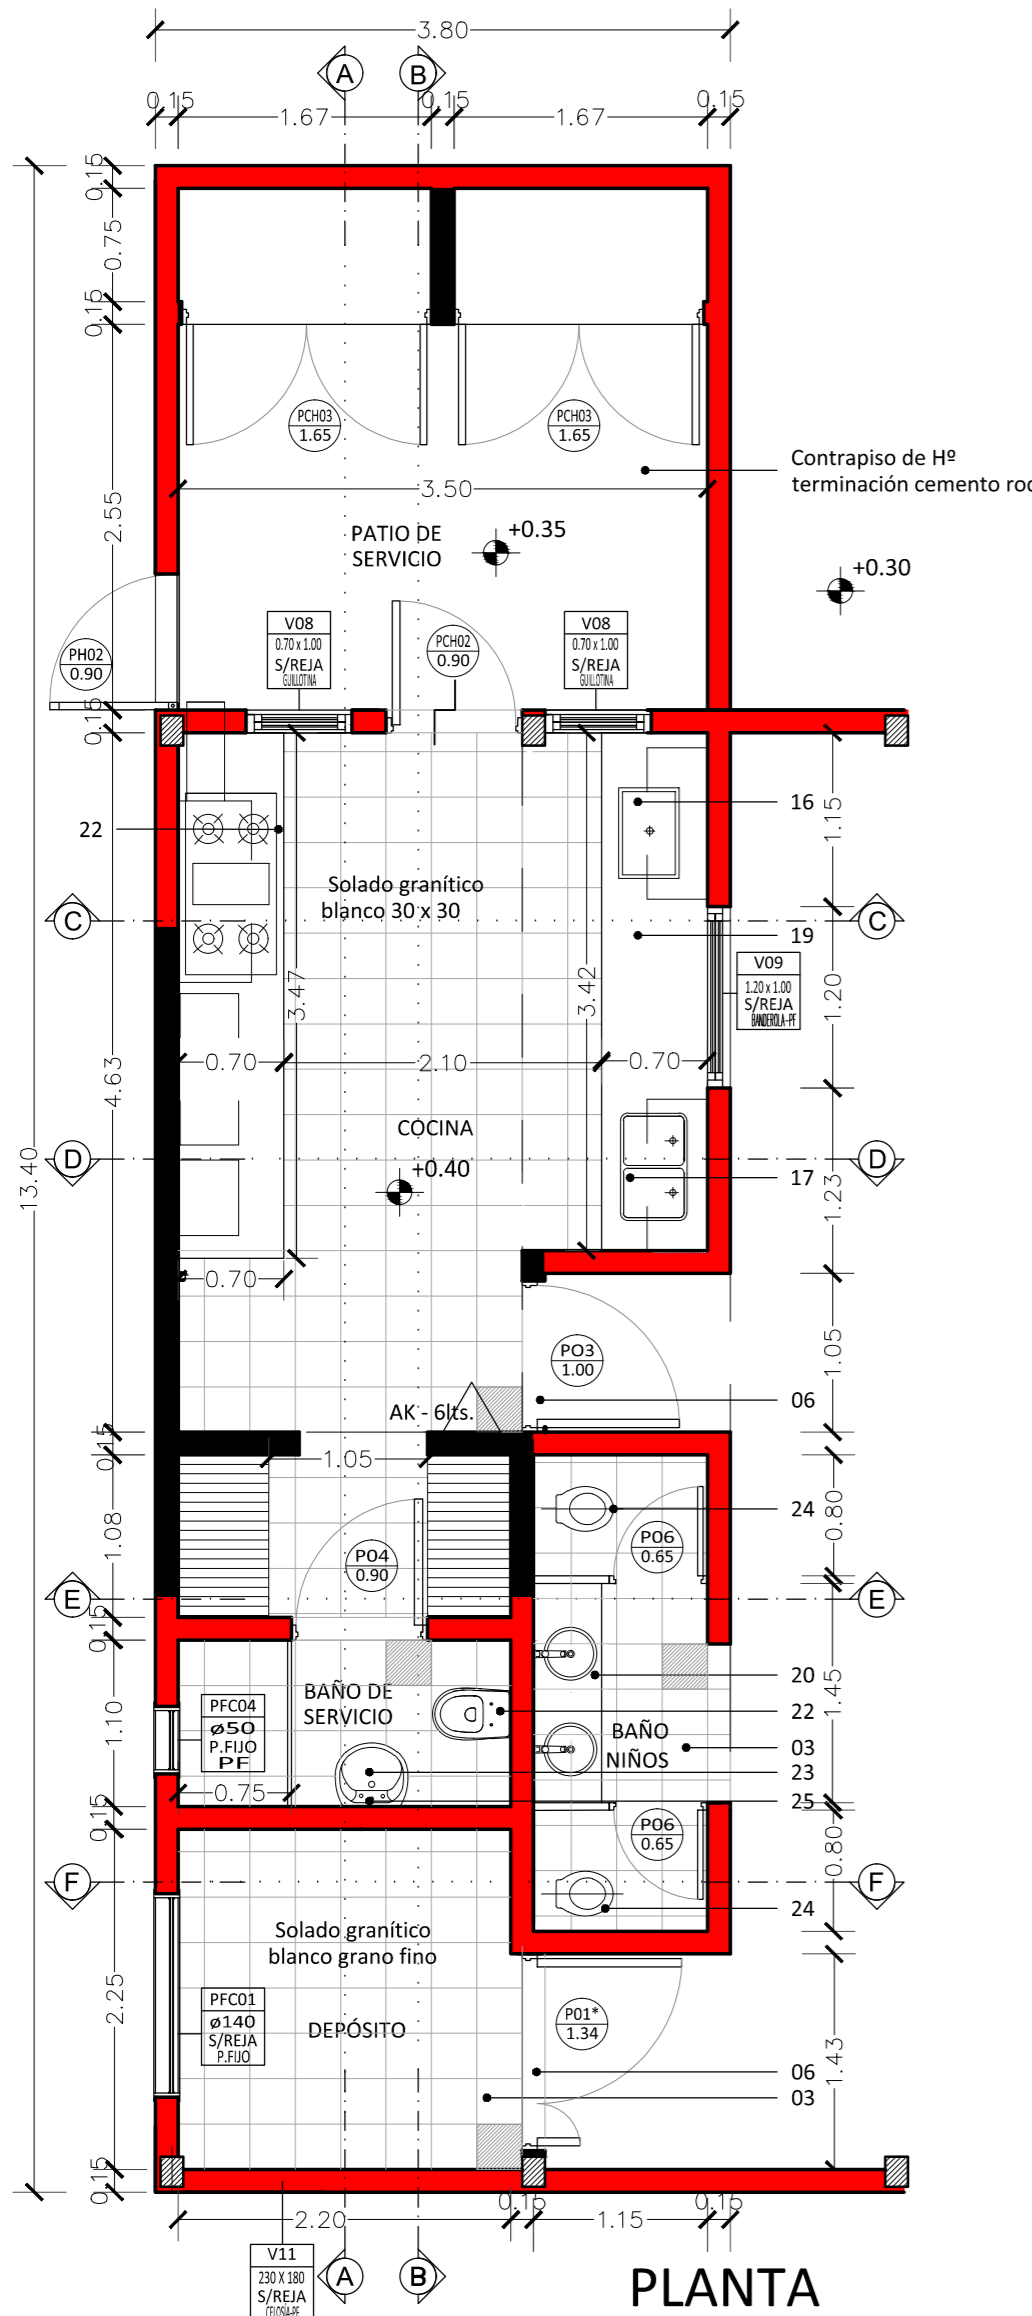 3.80
A
B
0.15
0.15
0.15
1.67
1.67
0.15
0.75
0.15
PCH03
1.65
PCH03
1.65
Contrapiso de Hº
terminación cemento
3.50
2.55
PATIO DE
SERVICIO
+0.35
+0.30
V08
0.70 x 1.00
S/REJA
GUILLOTINA
PCH02
0.90
V08
0.70 x 1.00
S/REJA
GUILLOTINA
PH02
0.90
0.15
16
22
1.15
Solado granítico
blanco 30 x 30
C
C
19
V09
1.20 x 1.00
S/REJA
BANDEROLA-PF
3.47
3.42
1.20
0.70
2.10
0.70
4.63
COCINA
13.40
D
+0.40
D
17
1.23
0.70
PO3
1.00
1.05
06
AK - 6lts.
0.15
1.05
24
0.80
1.08
P04
0.90
P06
0.65
E
E
0.15
20
1.45
BAÑO DE
SERVICIO
PFC04
ø50
P.FIJO
PF
22
1.10
BAÑO
NIÑOS
03
23
0.75
25
0.15
P06
0.65
0.80
F
F
24
Solado granítico
blanco grano fino
PFC01
ø140
S/REJA
P.FIJO
DEPÓSITO
P01*
1.34
2.25
1.43
06
03
0.15
0.15
0.15
2.20
1.15
V11
230 X 180
S/REJA
CELOSÍA-PF
A
B
PLANTA